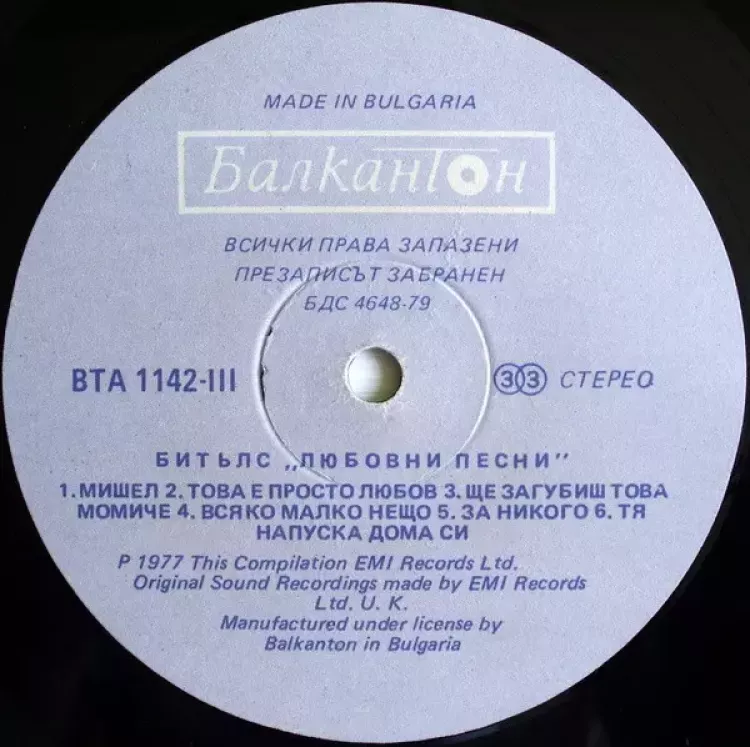 MADE IN BULGARIA
Балкантон
ВСИЧКИ ПРАВА ЗАПАЗЕНИ
ПРЕЗАПИСЪТ ЗАБРАНЕН
БДС 4648-79
ВТА 1142-III
33 СТЕРЕО
БИТЪЛС „ЛЮБОВНИ ПЕСНИ"
1. МИШЕЛ 2. ТОВА Е ПРОСТО ЛЮБОВ 3. ЩЕ ЗАГУБИШ ТОВА
МОМИЧЕ 4. ВСЯКО МАЛКО НЕЩО 5. ЗА НИКОГО 6. ТЯ
НАПУСКА ДОМА СИ
P 1977 This Compilation EMI Records Ltd.
Original Sound Recordings made by EMI Records
Ltd. U. K.
Manufactured under license by
Balkanton in Bulgaria